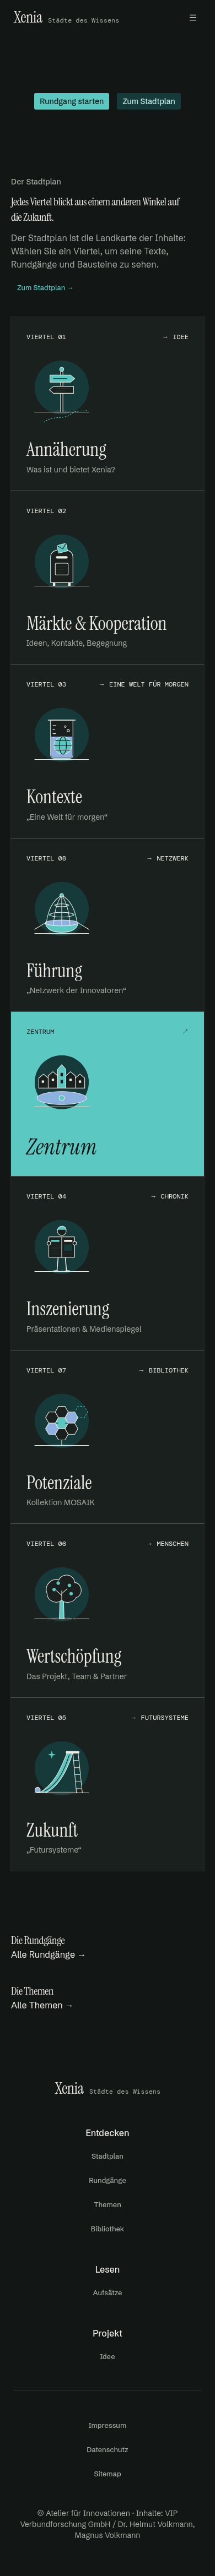 Xenia Städte des Wissens
Rundgang starten
Zum Stadtplan
Der Stadtplan
Jedes Viertel blickt aus einem anderen Winkel auf
die Zukunft.
Der Stadtplan ist die Landkarte der Inhalte:
Wählen Sie ein Viertel, um seine Texte,
Rundgänge und Bausteine zu sehen.
Zum Stadtplan →
VIERTEL 01 → IDEE
Annäherung
Was ist und bietet Xenia?
VIERTEL 02
Märkte & Kooperation
Ideen, Kontakte, Begegnung
VIERTEL 03 → EINE WELT FÜR MORGEN
Kontexte
„Eine Welt für morgen“
VIERTEL 08 → NETZWERK
Führung
„Netzwerk der Innovatoren“
ZENTRUM ↗
Zentrum
VIERTEL 04 → CHRONIK
Inszenierung
Präsentationen & Medienspiegel
VIERTEL 07 → BIBLIOTHEK
Potenziale
Kollektion MOSAIK
VIERTEL 06 → MENSCHEN
Wertschöpfung
Das Projekt, Team & Partner
VIERTEL 05 → FUTURSYSTEME
Zukunft
„Futursysteme“
Die Rundgänge
Alle Rundgänge →
Die Themen
Alle Themen →
Xenia Städte des Wissens
Entdecken
Stadtplan
Rundgänge
Themen
Bibliothek
Lesen
Aufsätze
Projekt
Idee
Impressum
Datenschutz
Sitemap
© Atelier für Innovationen · Inhalte: VIP
Verbundforschung GmbH / Dr. Helmut Volkmann,
Magnus Volkmann